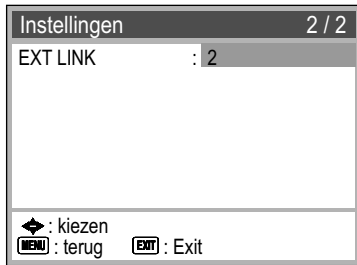 Instellingen 2 / 2
EXT LINK : 2
: kiezen
MENU : terug EXIT : Exit